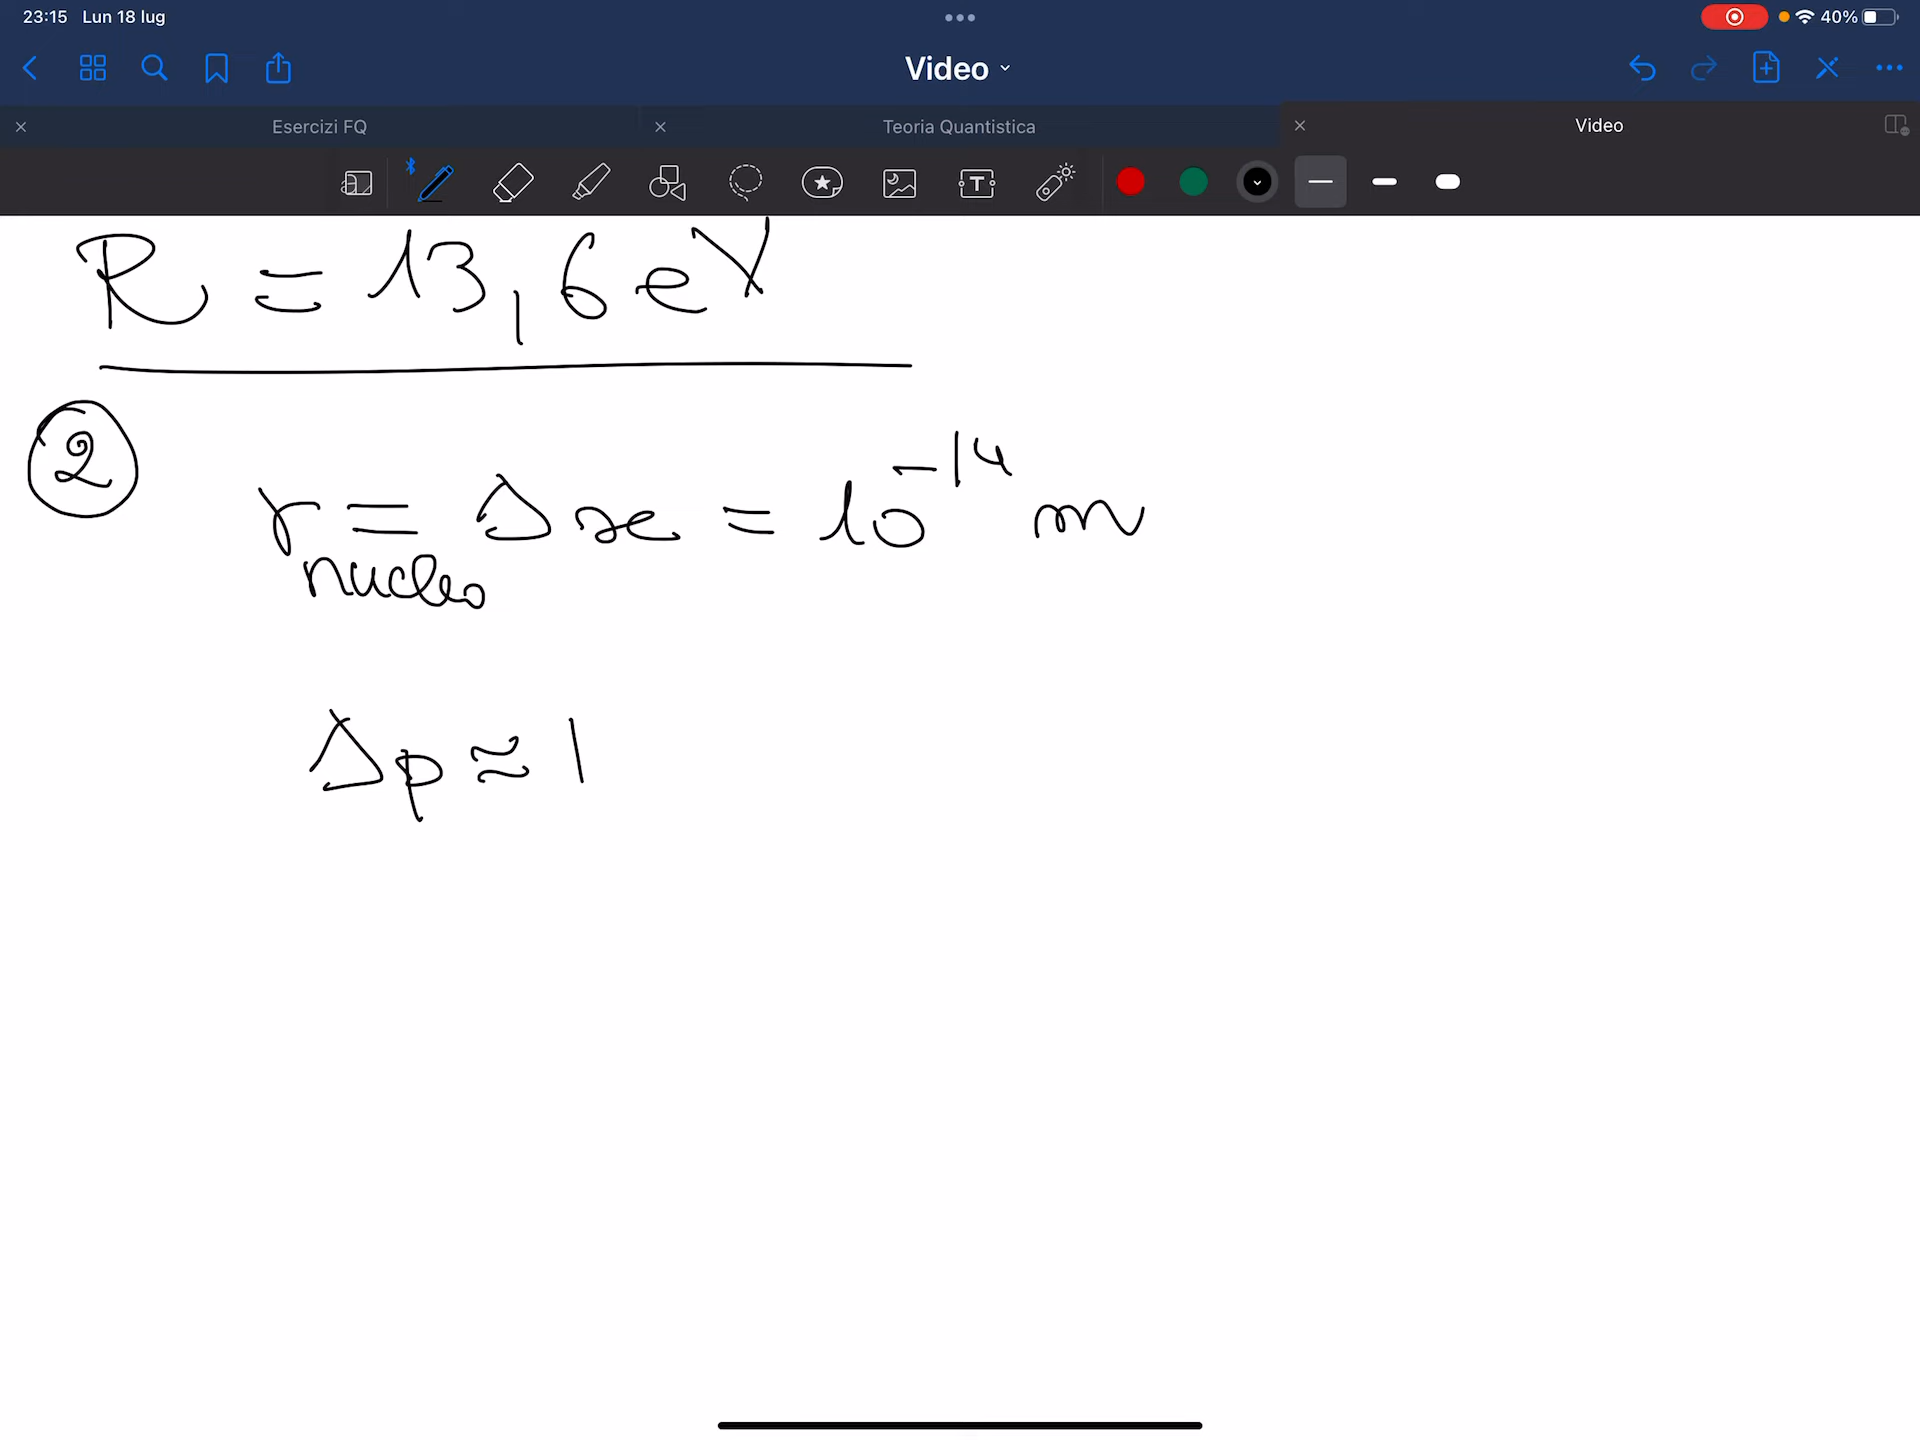 23:15 Lun 18 lug 40%
Video
Esercizi FQ Teoria Quantistica Video
T
R = 13,6 eV
2
r = Δx = 10^-14 m
nucleo
Δp ≈ 1